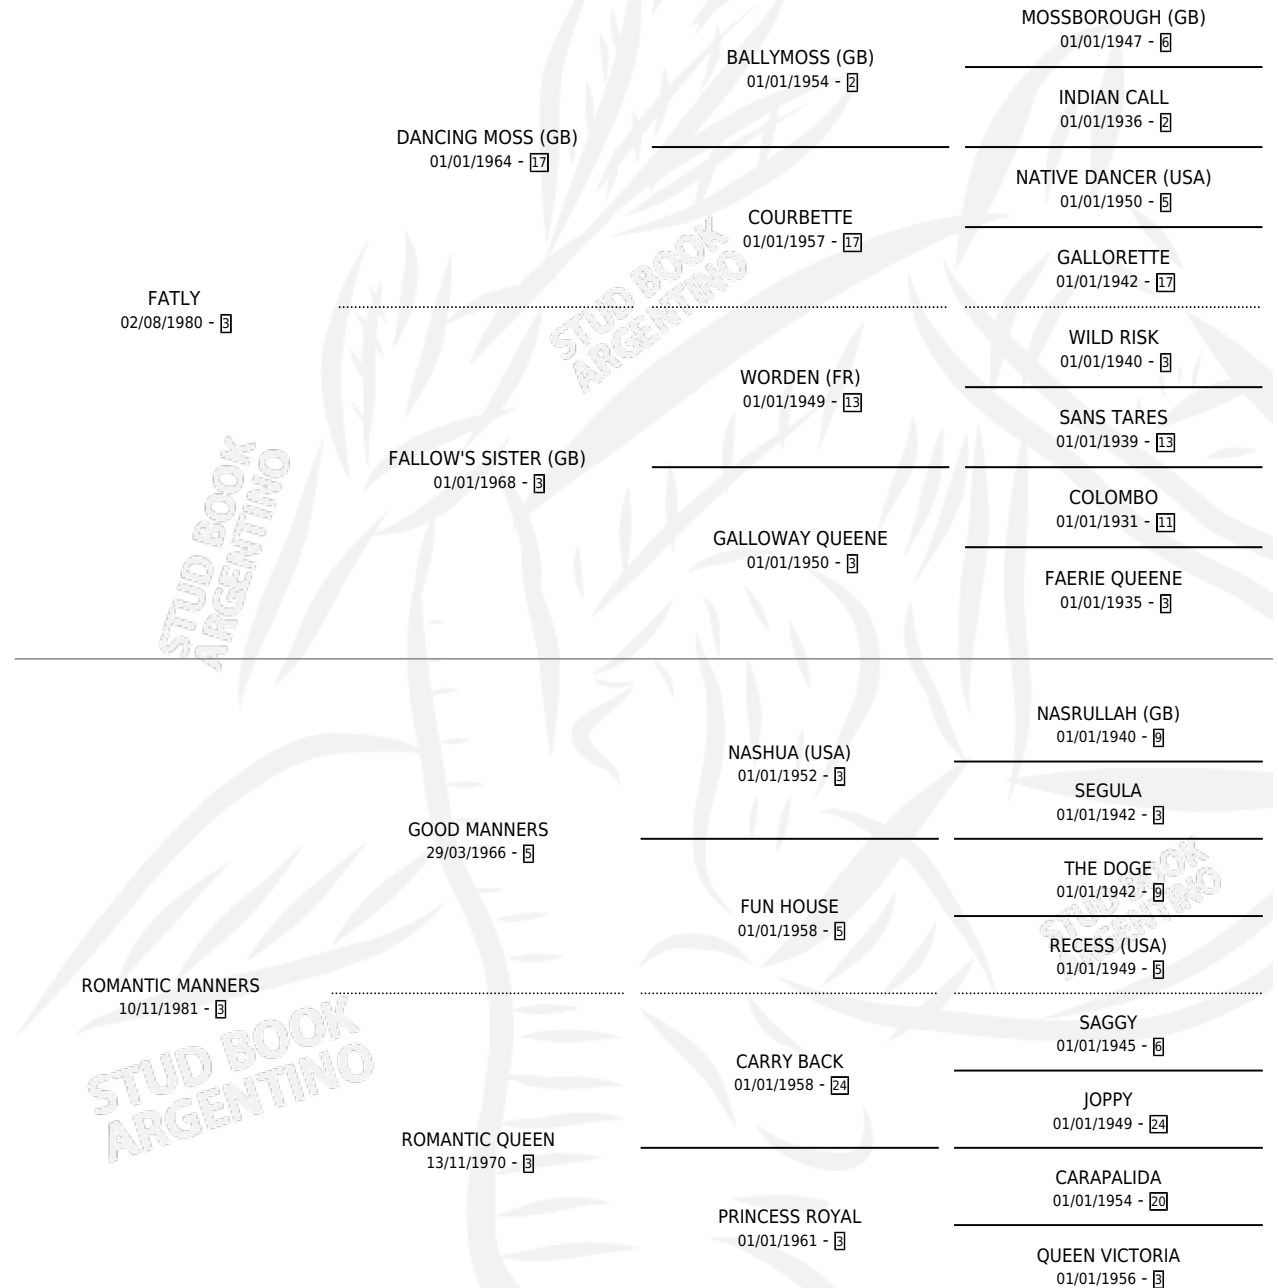 MOSSBOROUGH (GB)
01/01/1947 - 6
BALLYMOSS (GB)
01/01/1954 - 2
INDIAN CALL
01/01/1936 - 2
DANCING MOSS (GB)
01/01/1964 - 17
NATIVE DANCER (USA)
01/01/1950 - 5
COURBETTE
01/01/1957 - 17
GALLORETTE
01/01/1942 - 17
FATLY
02/08/1980 - 3
WILD RISK
01/01/1940 - 3
WORDEN (FR)
01/01/1949 - 13
SANS TARES
01/01/1939 - 13
FALLOW'S SISTER (GB)
01/01/1968 - 3
COLOMBO
01/01/1931 - 11
GALLOWAY QUEENE
01/01/1950 - 3
FAERIE QUEENE
01/01/1935 - 3
NASRULLAH (GB)
01/01/1940 - 9
NASHUA (USA)
01/01/1952 - 3
SEGULA
01/01/1942 - 3
GOOD MANNERS
29/03/1966 - 5
THE DOGE
01/01/1942 - 9
FUN HOUSE
01/01/1958 - 5
RECESS (USA)
01/01/1949 - 5
ROMANTIC MANNERS
10/11/1981 - 3
SAGGY
01/01/1945 - 6
CARRY BACK
01/01/1958 - 24
JOPPY
01/01/1949 - 24
ROMANTIC QUEEN
13/11/1970 - 3
CARAPALIDA
01/01/1954 - 20
PRINCESS ROYAL
01/01/1961 - 3
QUEEN VICTORIA
01/01/1956 - 3
STUD BOOK
ARGENTINO
STUD BOOK
ARGENTINO
STUD BOOK
ARGENTINO
STUD BOOK
ARGENTINO